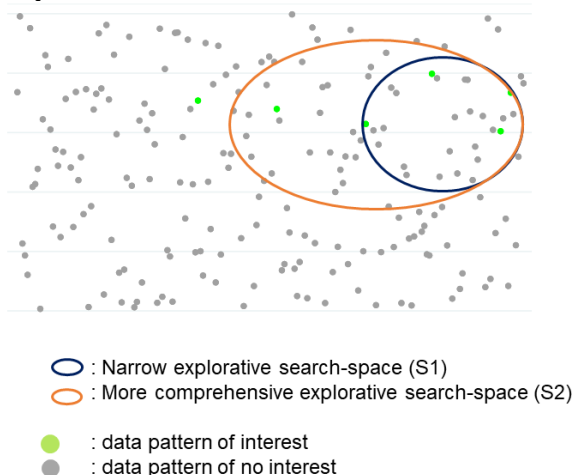 : Narrow explorative search-space (S1)
: More comprehensive explorative search-space (S2)
: data pattern of interest
: data pattern of no interest